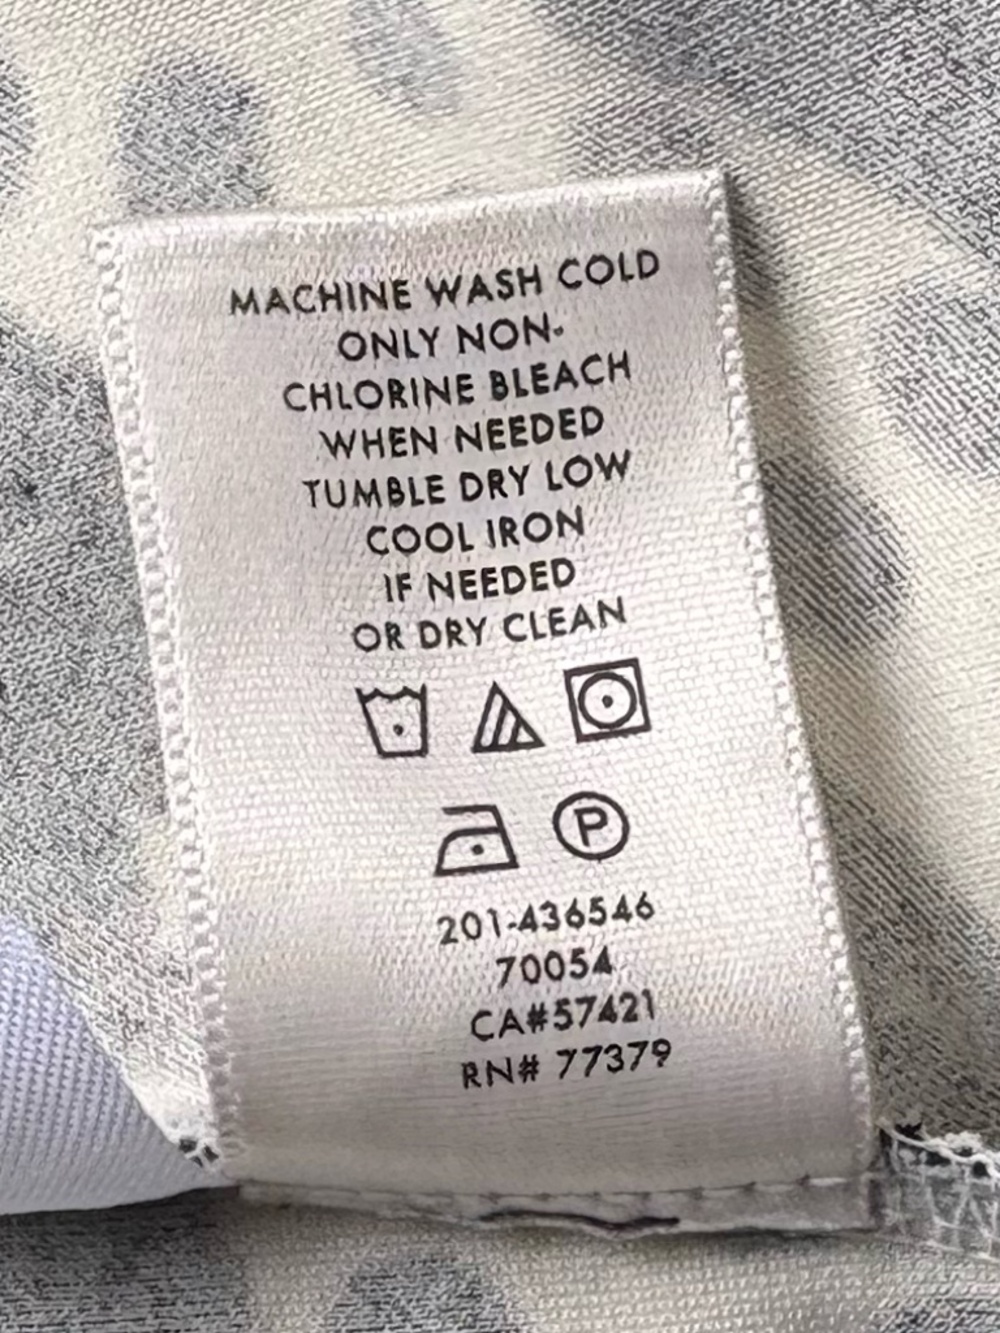 MACHINE WASH COLD
ONLY NON-
CHLORINE BLEACH
WHEN NEEDED
TUMBLE DRY LOW
COOL IRON
IF NEEDED
OR DRY CLEAN
P
201-436546
70054
CA#57421
RN# 77379